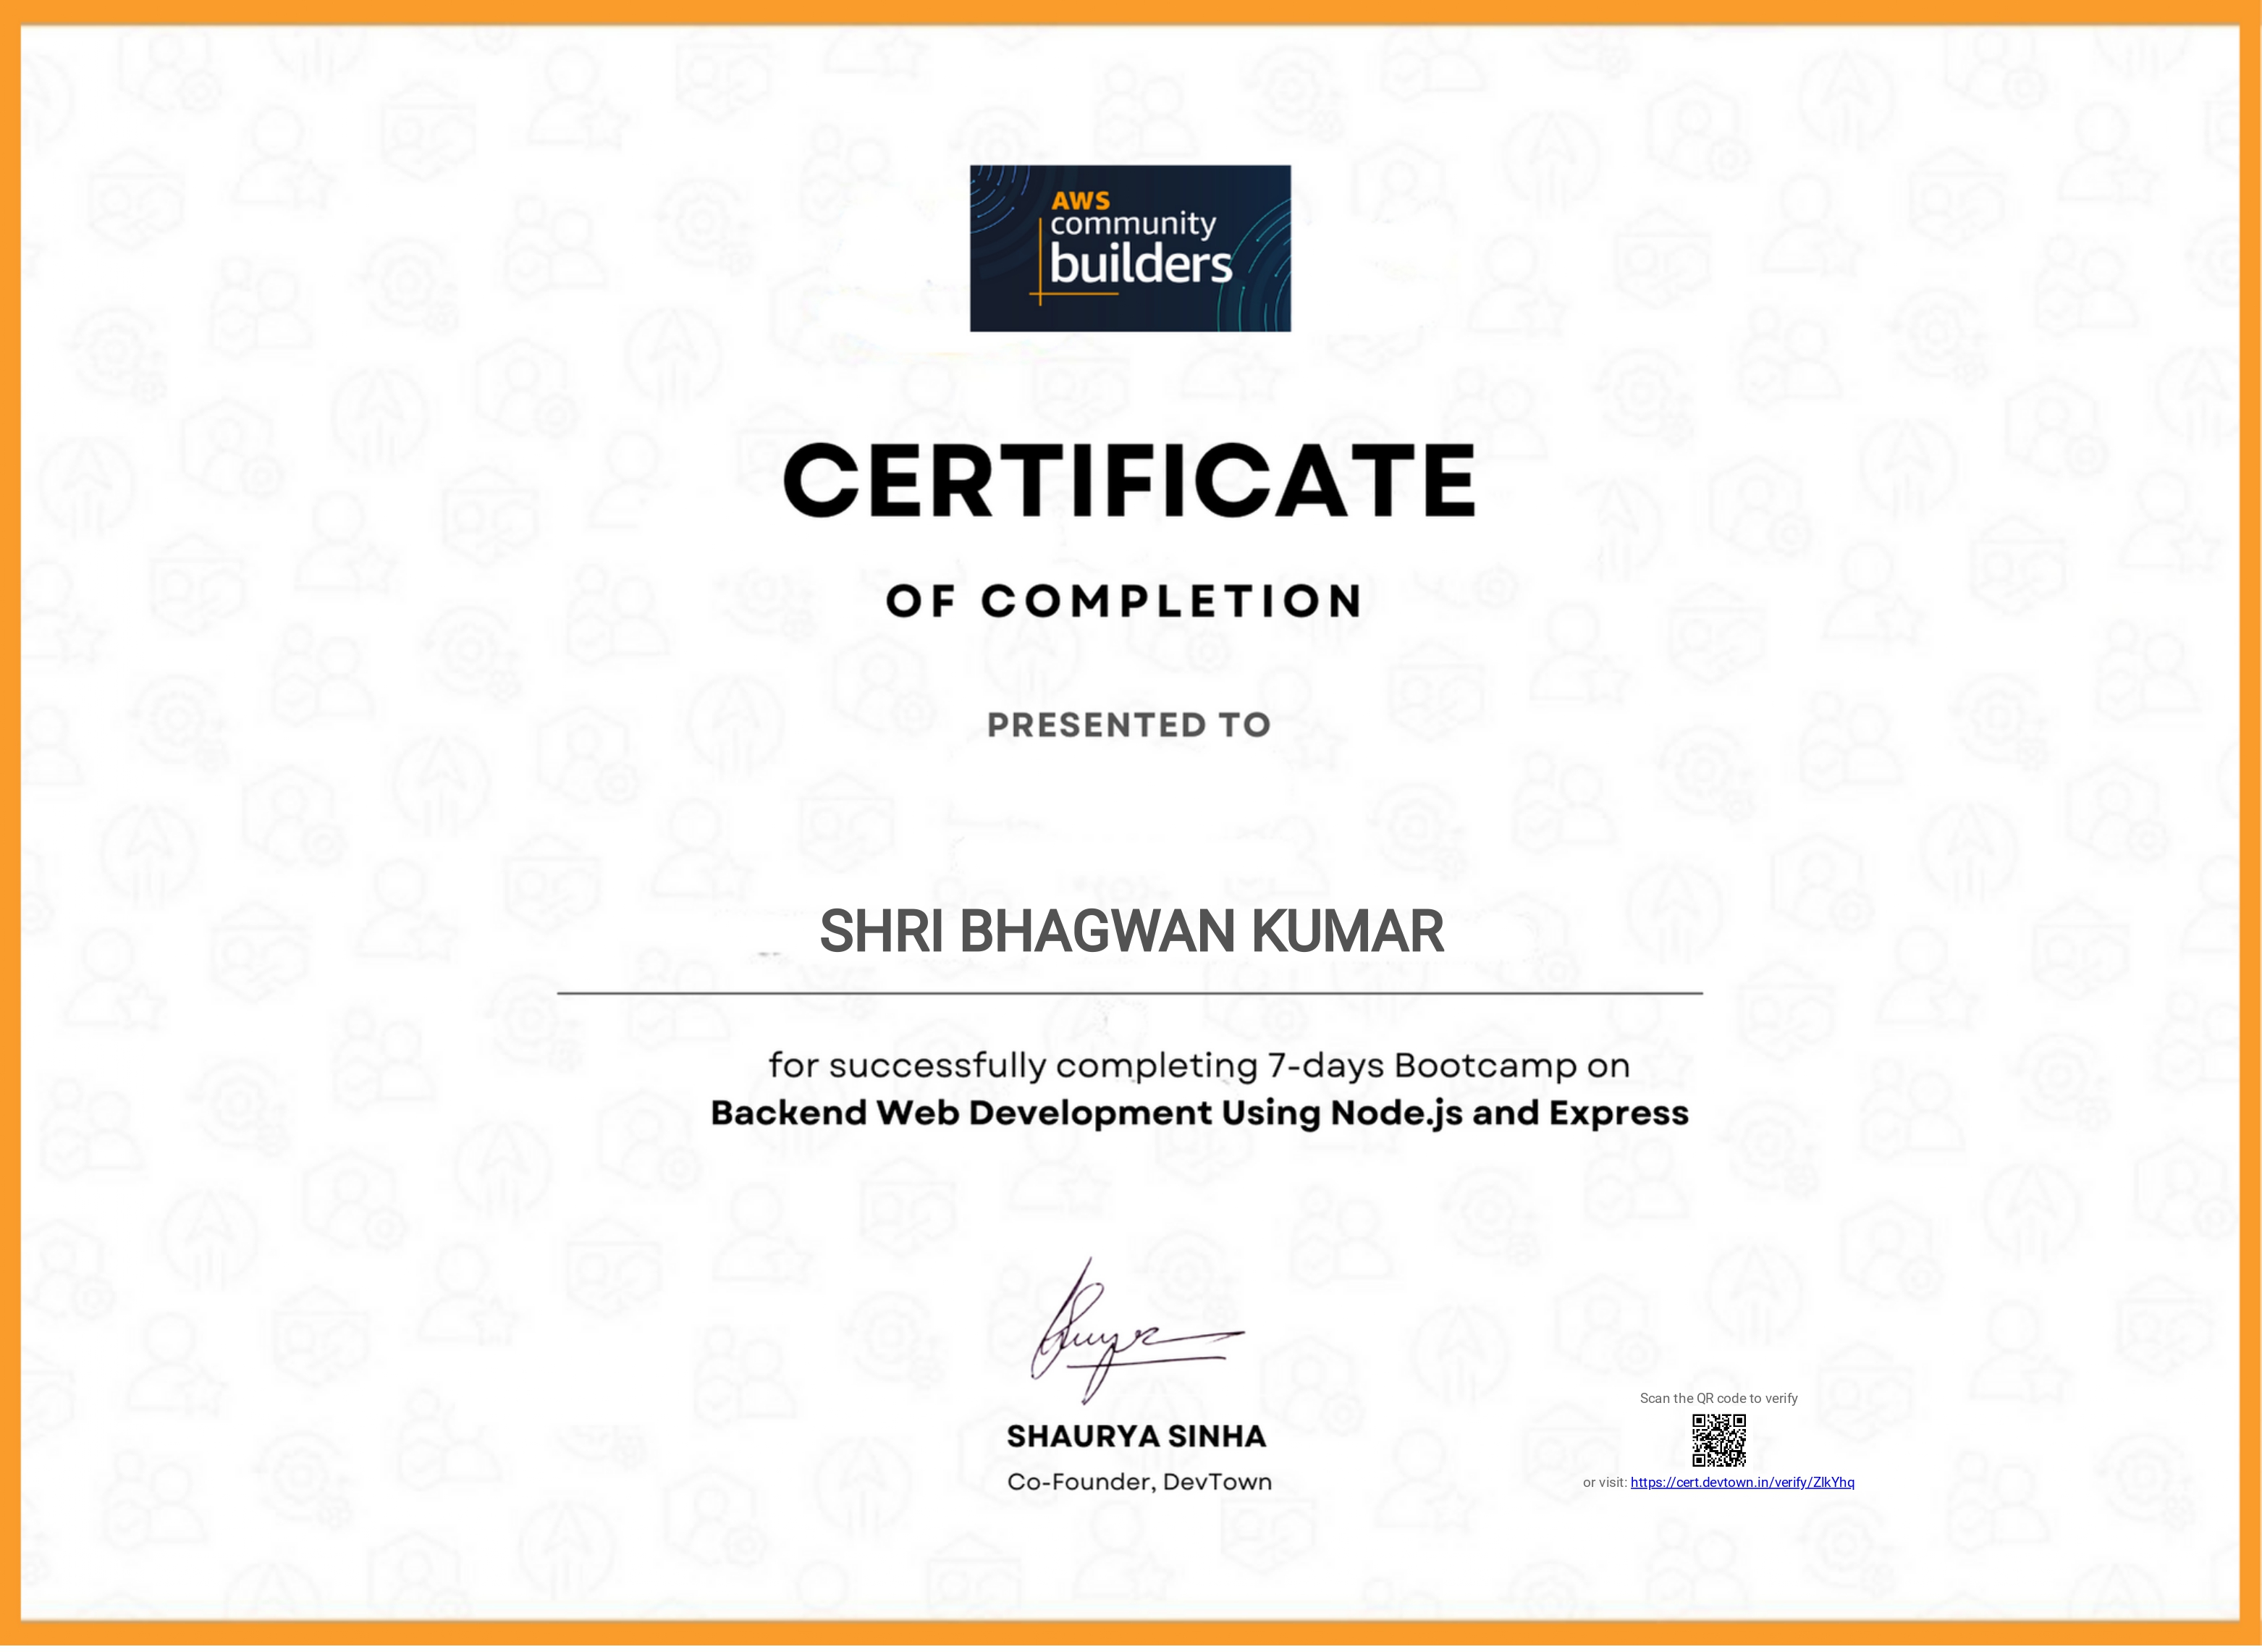 AWS
community
builders
CERTIFICATE
OF COMPLETION
PRESENTED TO
SHRI BHAGWAN KUMAR
for successfully completing 7-days Bootcamp on
Backend Web Development Using Node.js and Express
SHAURYA SINHA
Co-Founder, DevTown
Scan the QR code to verify
or visit: https://cert.devtown.in/verify/ZlkYhq